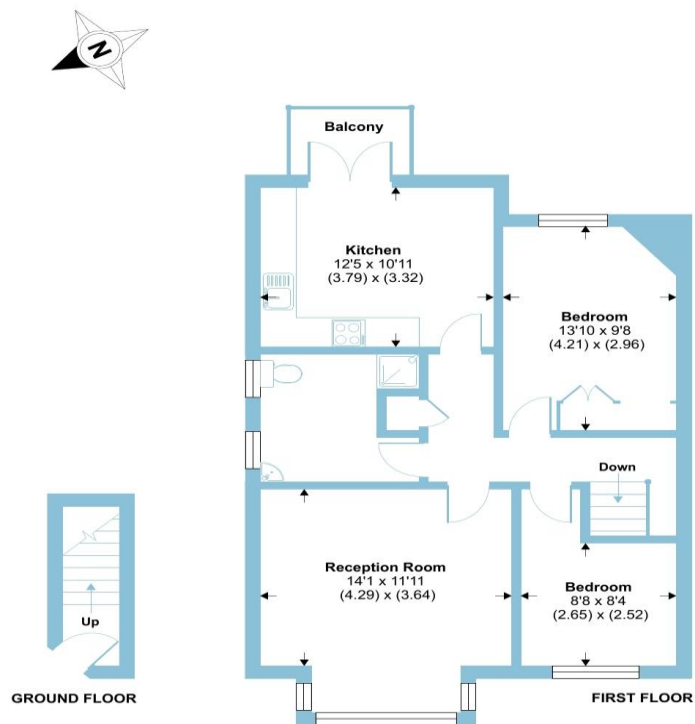 N
Balcony
Kitchen
12'5 x 10'11
(3.79) x (3.32)
Bedroom
13'10 x 9'8
(4.21) x (2.96)
Down
Reception Room
14'1 x 11'11
(4.29) x (3.64)
Bedroom
8'8 x 8'4
(2.65) x (2.52)
Up
GROUND FLOOR
FIRST FLOOR